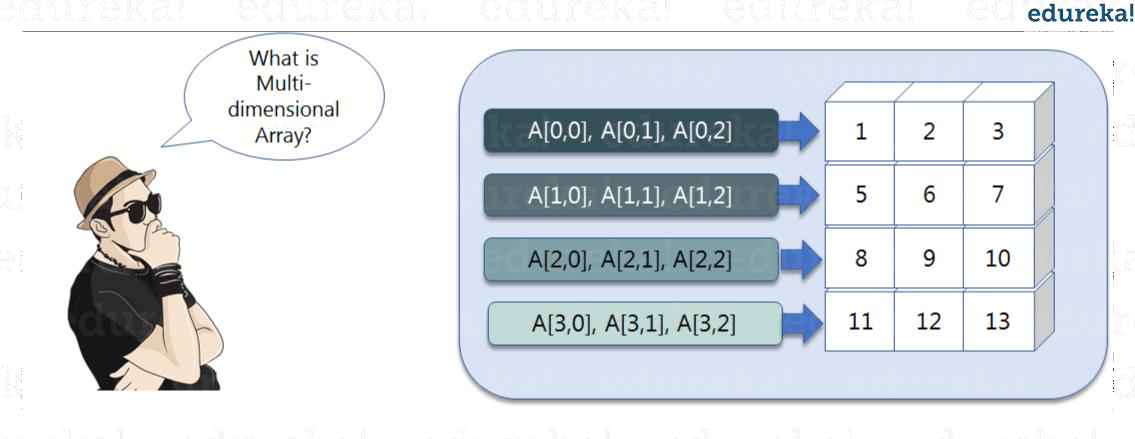 edureka!
What is
Multi-
dimensional
Array?
A[0,0], A[0,1], A[0,2]
1 2 3
A[1,0], A[1,1], A[1,2]
5 6 7
A[2,0], A[2,1], A[2,2]
8 9 10
A[3,0], A[3,1], A[3,2]
11 12 13